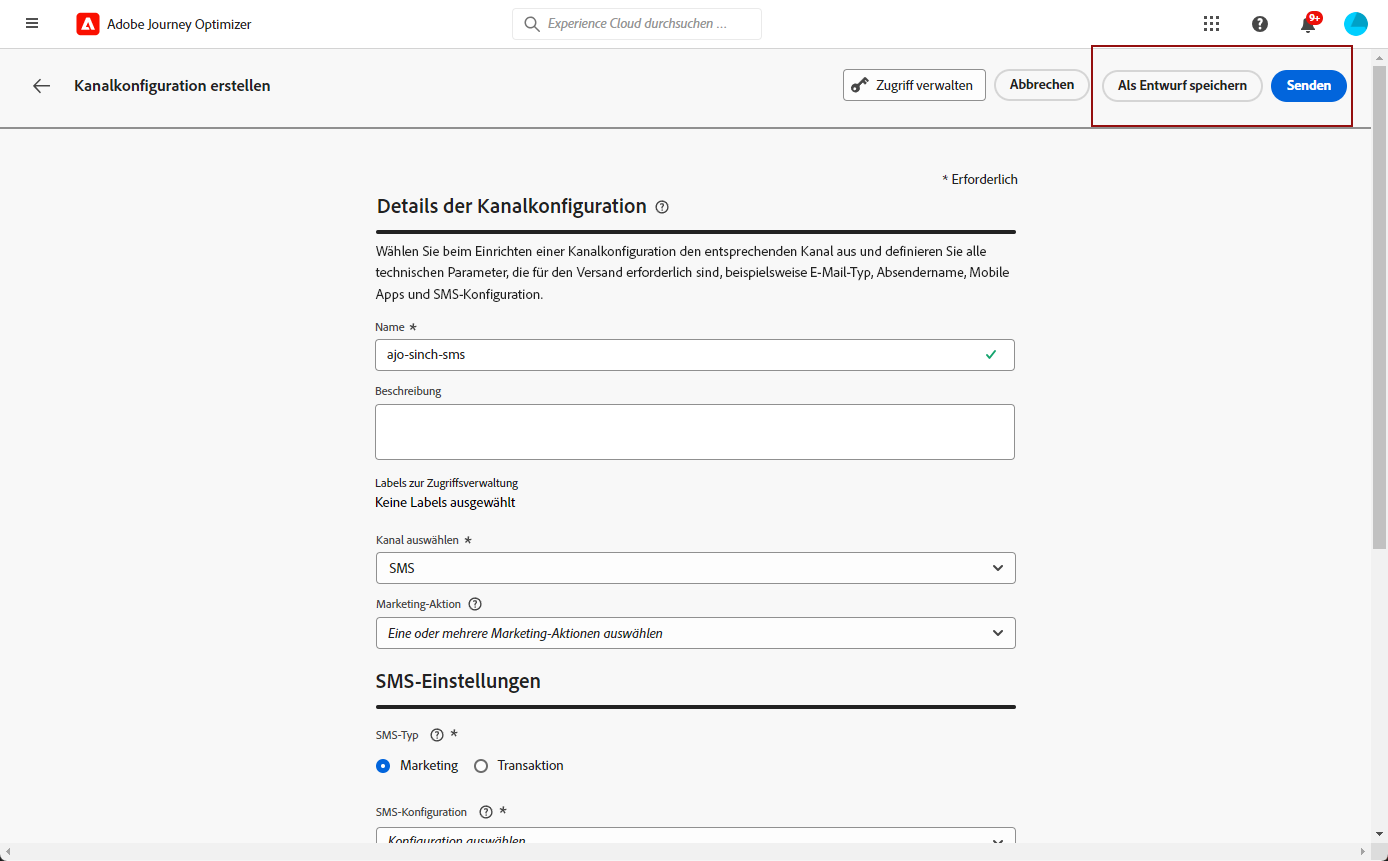 Adobe Journey Optimizer
Experience Cloud durchsuchen ...
9+
Kanalkonfiguration erstellen
Zugriff verwalten
Abbrechen
Als Entwurf speichern
Senden
* Erforderlich
Details der Kanalkonfiguration
Wählen Sie beim Einrichten einer Kanalkonfiguration den entsprechenden Kanal aus und definieren Sie alle
technischen Parameter, die für den Versand erforderlich sind, beispielsweise E-Mail-Typ, Absendername, Mobile
Apps und SMS-Konfiguration.
Name *
ajo-sinch-sms
Beschreibung
Labels zur Zugriffsverwaltung
Keine Labels ausgewählt
Kanal auswählen *
SMS
Marketing-Aktion
Eine oder mehrere Marketing-Aktionen auswählen
SMS-Einstellungen
SMS-Typ *
Marketing
Transaktion
SMS-Konfiguration *
Konfiguration auswählen